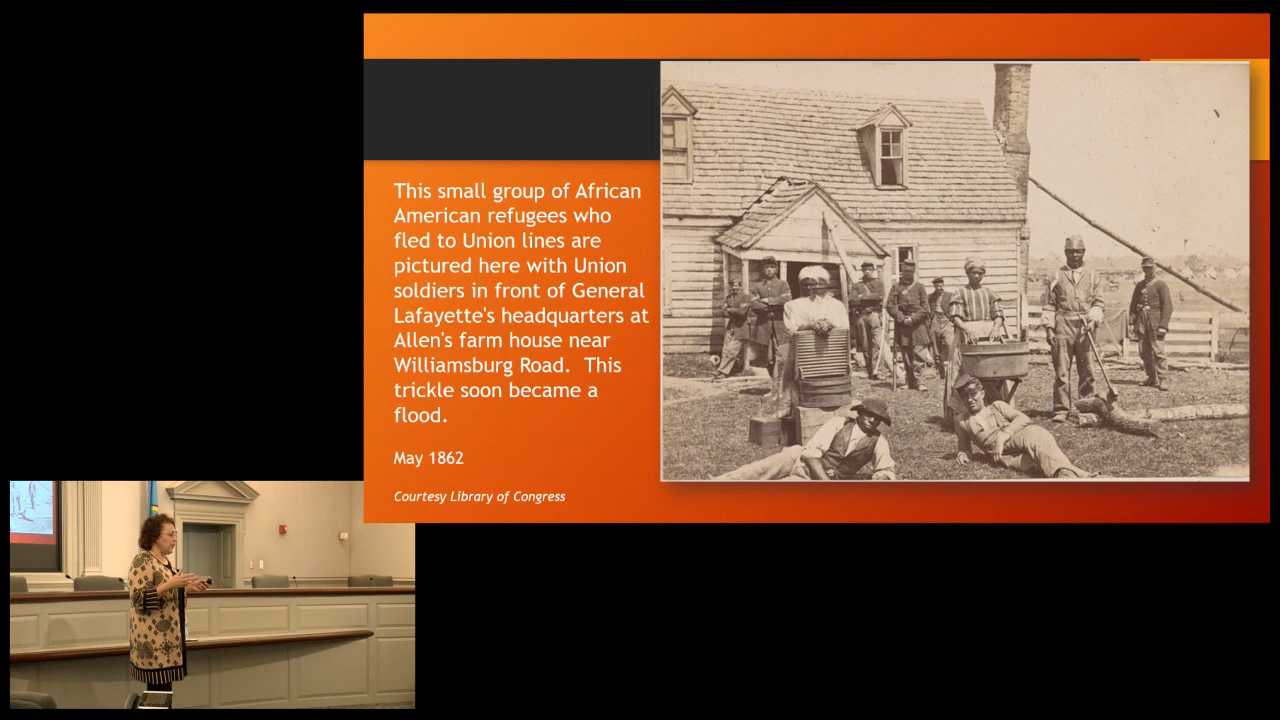 This small group of African
American refugees who
fled to Union lines are
pictured here with Union
soldiers in front of General
Lafayette's headquarters at
Allen's farm house near
Williamsburg Road.  This
trickle soon became a
flood.
May 1862
Courtesy Library of Congress